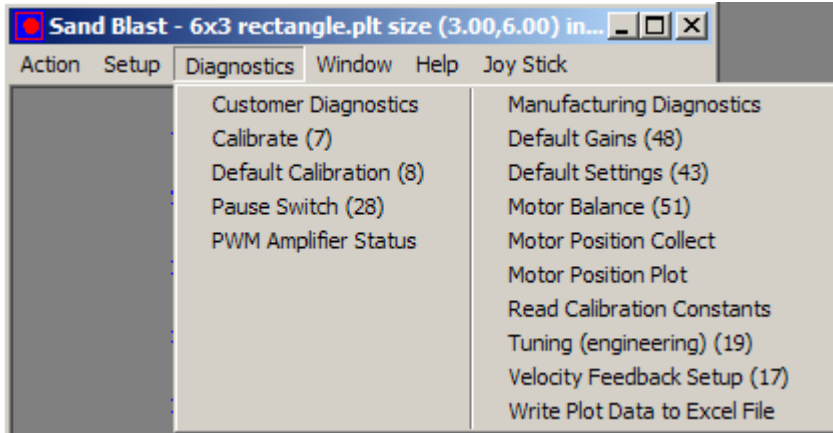 Sand Blast - 6x3 rectangle.plt size (3.00,6.00) in...
Action Setup Diagnostics Window Help Joy Stick
Customer Diagnostics
Calibrate (7)
Default Calibration (8)
Pause Switch (28)
PWM Amplifier Status
Manufacturing Diagnostics
Default Gains (48)
Default Settings (43)
Motor Balance (51)
Motor Position Collect
Motor Position Plot
Read Calibration Constants
Tuning (engineering) (19)
Velocity Feedback Setup (17)
Write Plot Data to Excel File